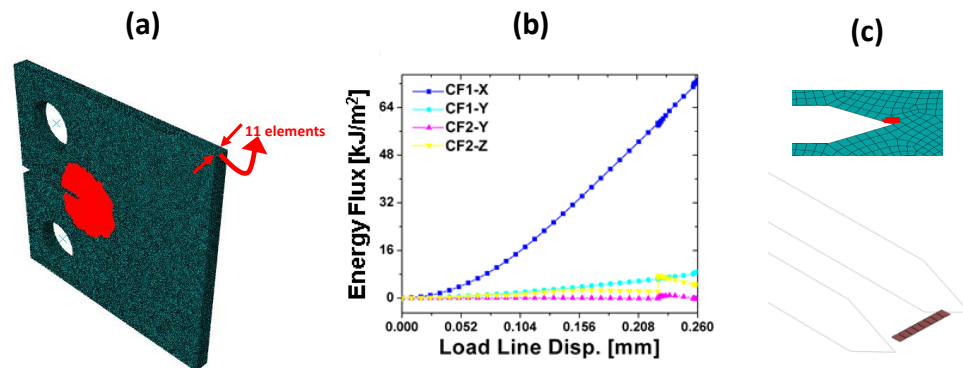 (a)
11 elements
(b)
Energy Flux [kJ/m²]
64
48
32
16
0
CF1-X
CF1-Y
CF2-Y
CF2-Z
0.000
0.052
0.104
0.156
0.208
0.260
Load Line Disp. [mm]
(c)